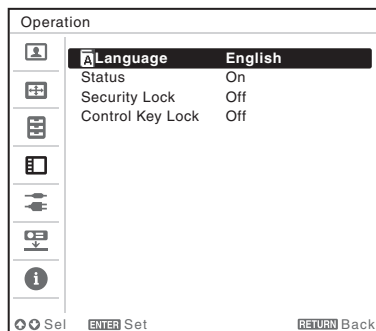 Operation
A Language English
Status On
Security Lock Off
Control Key Lock Off
Sel ENTER Set RETURN Back